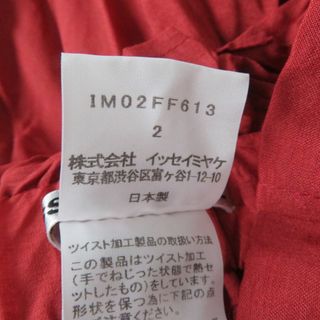 IM02FF613
2
株式会社 イッセイミヤケ
東京都渋谷区富ヶ谷1-12-10
日本製
S
ツイスト加工製品の取扱い方法
この製品はツイスト加工
(手でねじった状態で熱セ
ットしたもの)をしています。
形状を保つ為に下記の点